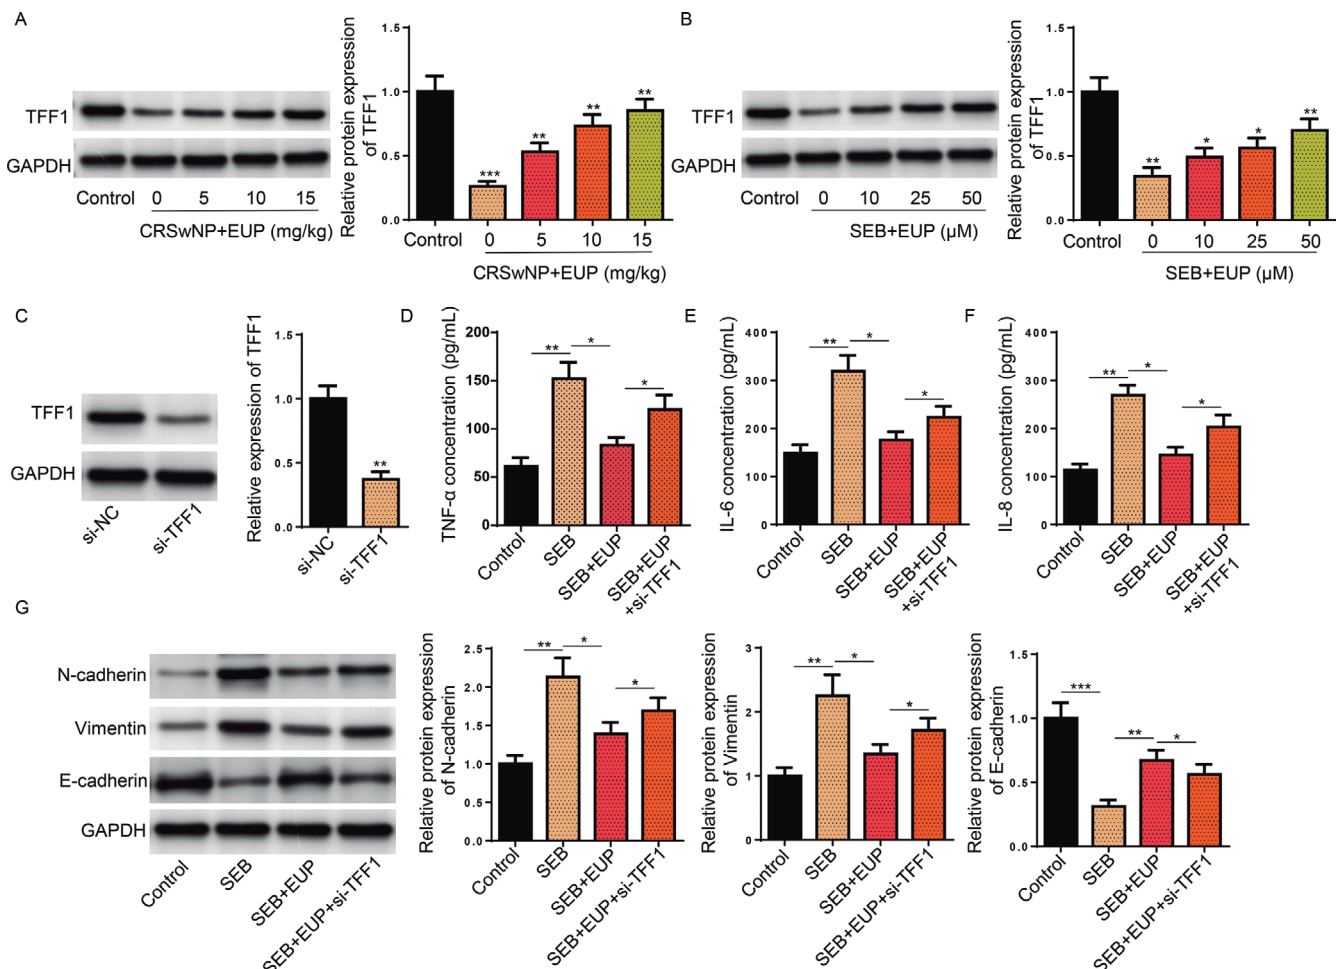 A
TFF1
GAPDH
Control 0 5 10 15
CRSwNP+EUP (mg/kg)
Relative protein expression
of TFF1
1.5
1.0
0.5
0.0
***
**
**
**
Control 0 5 10 15
CRSwNP+EUP (mg/kg)
B
TFF1
GAPDH
Control 0 10 25 50
SEB+EUP (µM)
Relative protein expression
of TFF1
1.5
1.0
0.5
0.0
**
*
*
**
Control 0 10 25 50
SEB+EUP (µM)
C
TFF1
GAPDH
si-NC
si-TFF1
Relative expression of TFF1
1.5
1.0
0.5
0.0
**
si-NC
si-TFF1
D
TNF-α concentration (pg/mL)
200
150
100
50
0
**
*
*
Control
SEB
SEB+EUP
SEB+EUP
+si-TFF1
E
IL-6 concentration (pg/mL)
400
300
200
100
0
**
*
*
Control
SEB
SEB+EUP
SEB+EUP
+si-TFF1
F
IL-8 concentration (pg/mL)
400
300
200
100
0
**
*
*
Control
SEB
SEB+EUP
SEB+EUP
+si-TFF1
G
N-cadherin
Vimentin
E-cadherin
GAPDH
Control
SEB
SEB+EUP
SEB+EUP+si-TFF1
Relative protein expression
of N-cadherin
2.5
2.0
1.5
1.0
0.5
0.0
**
*
*
Control
SEB
SEB+EUP
SEB+EUP+si-TFF1
Relative protein expression
of Vimentin
3
2
1
0
**
*
*
Control
SEB
SEB+EUP
SEB+EUP+si-TFF1
Relative protein expression
of E-cadherin
1.5
1.0
0.5
0.0
***
**
*
Control
SEB
SEB+EUP
SEB+EUP+si-TFF1